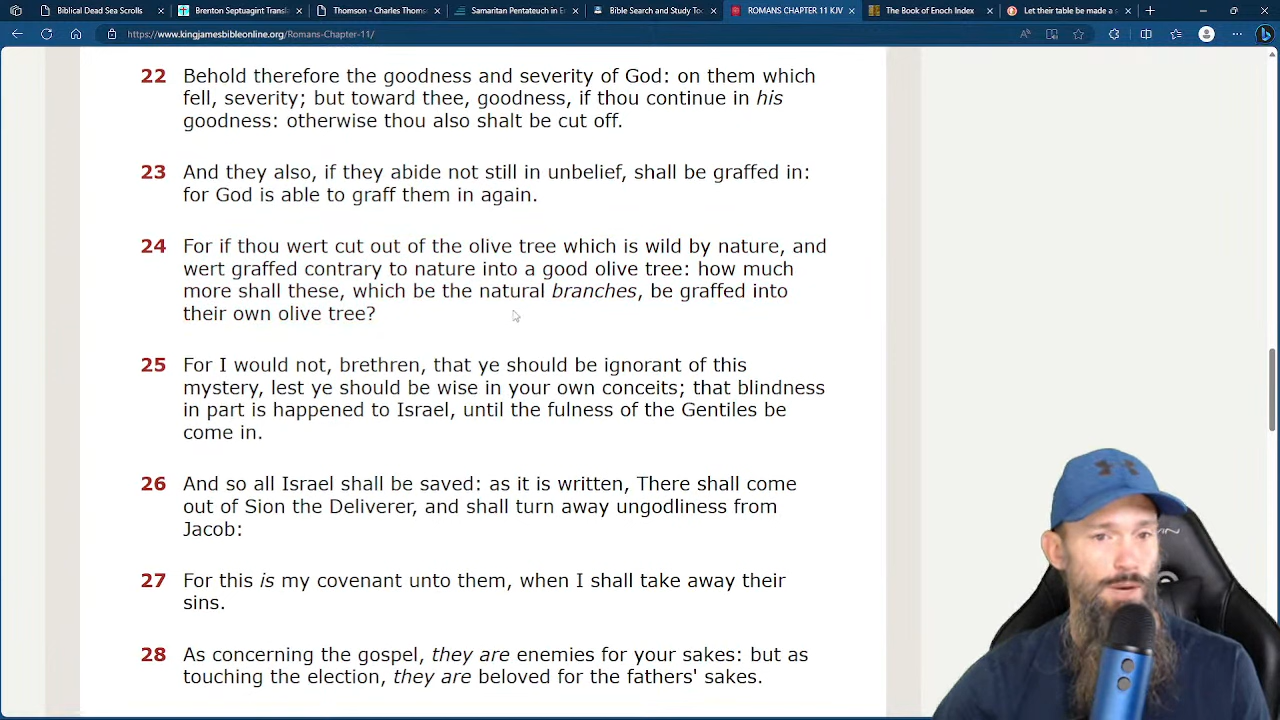 Biblical Dead Sea Scrolls
Brenton Septuagint Transl
Thomson - Charles Thoms
Samaritan Pentateuch in E
Bible Search and Study To
ROMANS CHAPTER 11 KJV
The Book of Enoch Index
Let their table be made a s
https://www.kingjamesbibleonline.org/Romans-Chapter-11/
22 Behold therefore the goodness and severity of God: on them which
fell, severity; but toward thee, goodness, if thou continue in his
goodness: otherwise thou also shalt be cut off.
23 And they also, if they abide not still in unbelief, shall be graffed in:
for God is able to graff them in again.
24 For if thou wert cut out of the olive tree which is wild by nature, and
wert graffed contrary to nature into a good olive tree: how much
more shall these, which be the natural branches, be graffed into
their own olive tree?
25 For I would not, brethren, that ye should be ignorant of this
mystery, lest ye should be wise in your own conceits; that blindness
in part is happened to Israel, until the fulness of the Gentiles be
come in.
26 And so all Israel shall be saved: as it is written, There shall come
out of Sion the Deliverer, and shall turn away ungodliness from
Jacob:
27 For this is my covenant unto them, when I shall take away their
sins.
28 As concerning the gospel, they are enemies for your sakes: but as
touching the election, they are beloved for the fathers' sakes.